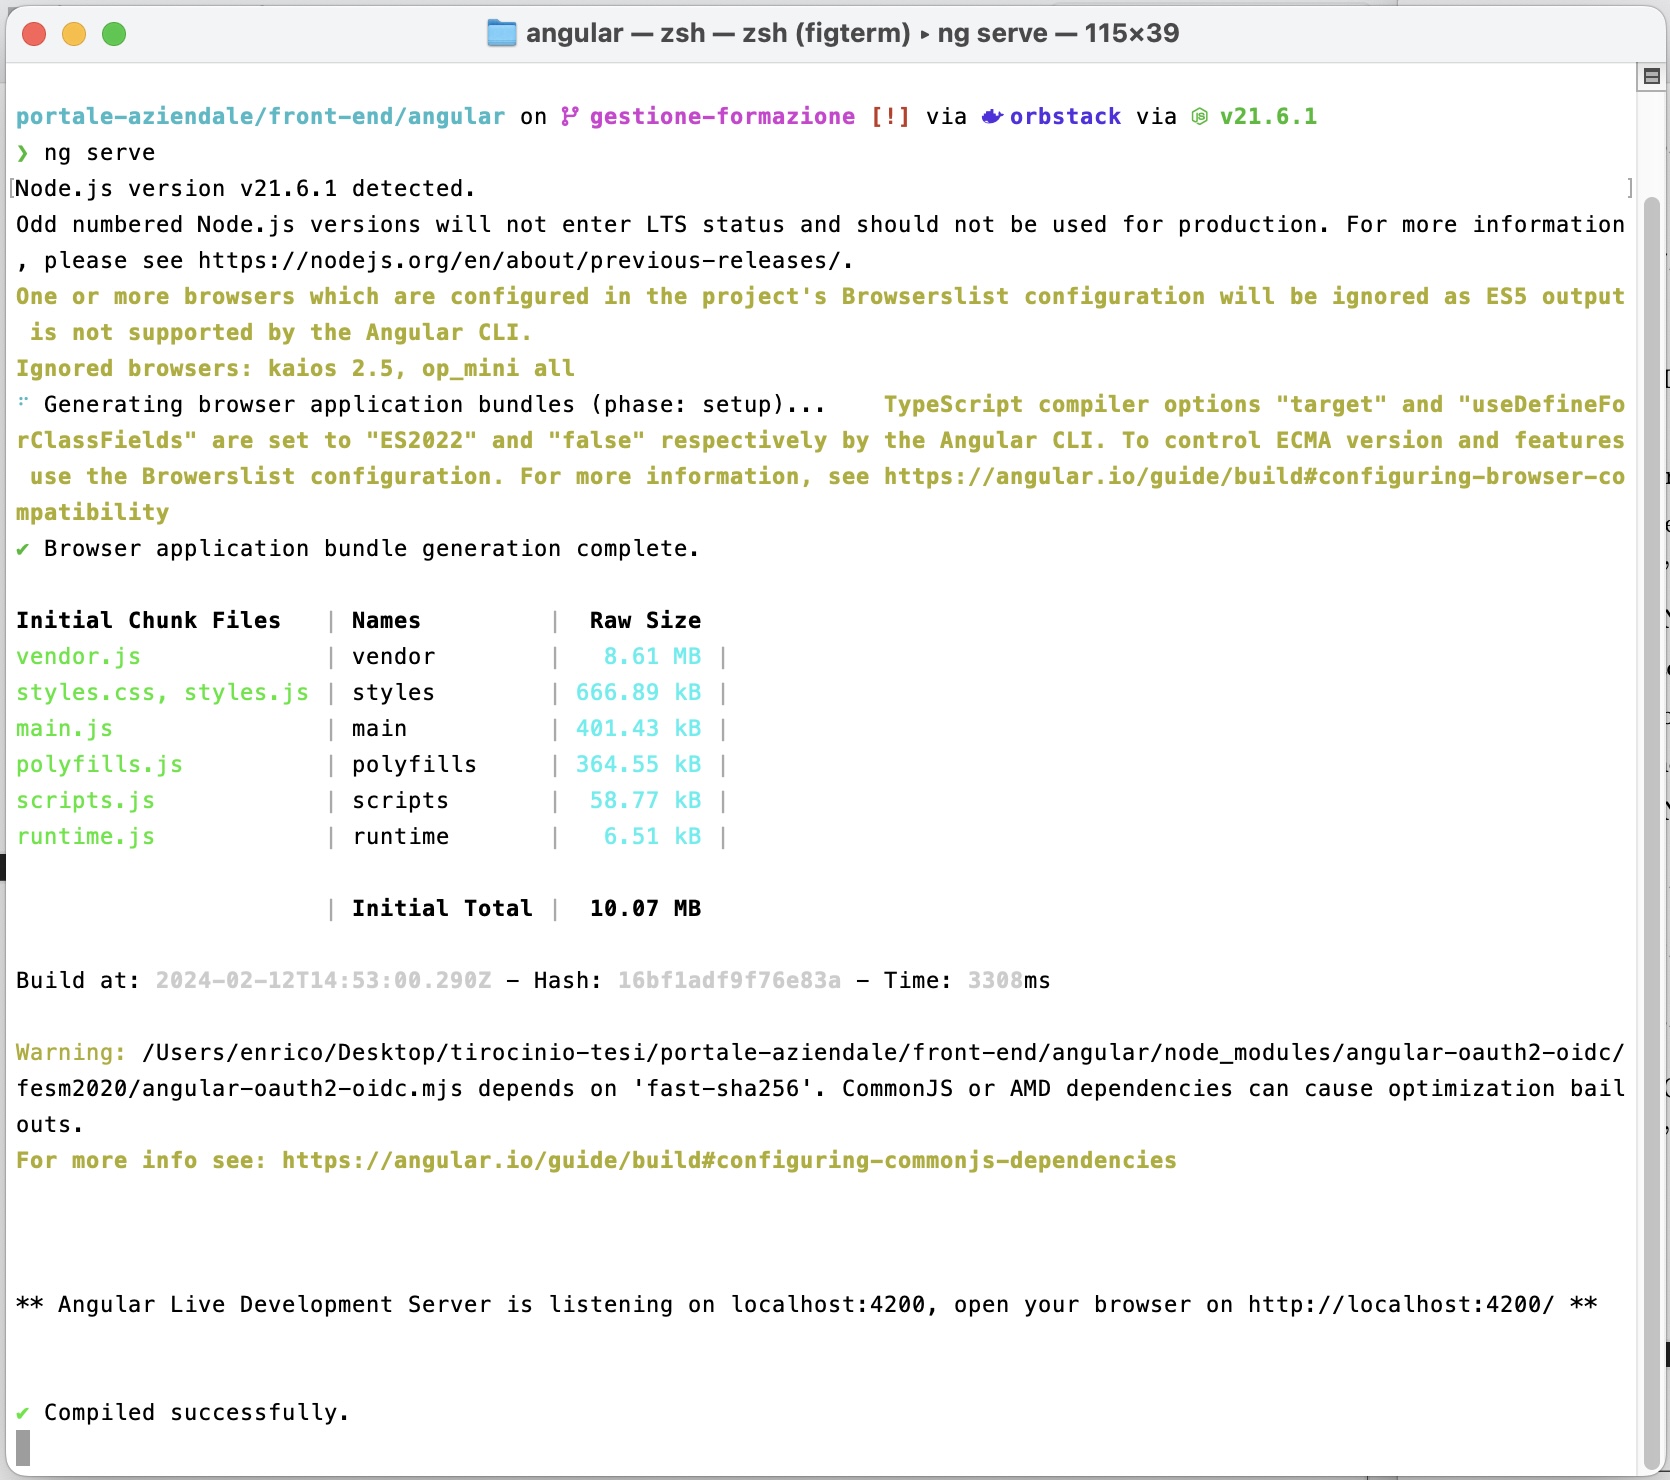 angular — zsh — zsh (figterm) ▸ ng serve — 115×39
portale-aziendale/front-end/angular on gestione-formazione [!] via orbstack via v21.6.1
❯ ng serve
[Node.js version v21.6.1 detected. ]
Odd numbered Node.js versions will not enter LTS status and should not be used for production. For more information
, please see https://nodejs.org/en/about/previous-releases/.
One or more browsers which are configured in the project's Browserslist configuration will be ignored as ES5 output
is not supported by the Angular CLI.
Ignored browsers: kaios 2.5, op_mini all
⠋ Generating browser application bundles (phase: setup)...    TypeScript compiler options "target" and "useDefineFo
rClassFields" are set to "ES2022" and "false" respectively by the Angular CLI. To control ECMA version and features
use the Browerslist configuration. For more information, see https://angular.io/guide/build#configuring-browser-co
mpatibility
✔ Browser application bundle generation complete.
Initial Chunk Files | Names | Raw Size
vendor.js | vendor | 8.61 MB |
styles.css, styles.js | styles | 666.89 kB |
main.js | main | 401.43 kB |
polyfills.js | polyfills | 364.55 kB |
scripts.js | scripts | 58.77 kB |
runtime.js | runtime | 6.51 kB |
| Initial Total | 10.07 MB
Build at: 2024-02-12T14:53:00.290Z - Hash: 16bf1adf9f76e83a - Time: 3308ms
Warning: /Users/enrico/Desktop/tirocinio-tesi/portale-aziendale/front-end/angular/node_modules/angular-oauth2-oidc/
fesm2020/angular-oauth2-oidc.mjs depends on 'fast-sha256'. CommonJS or AMD dependencies can cause optimization bail
outs.
For more info see: https://angular.io/guide/build#configuring-commonjs-dependencies
** Angular Live Development Server is listening on localhost:4200, open your browser on http://localhost:4200/ **
✔ Compiled successfully.